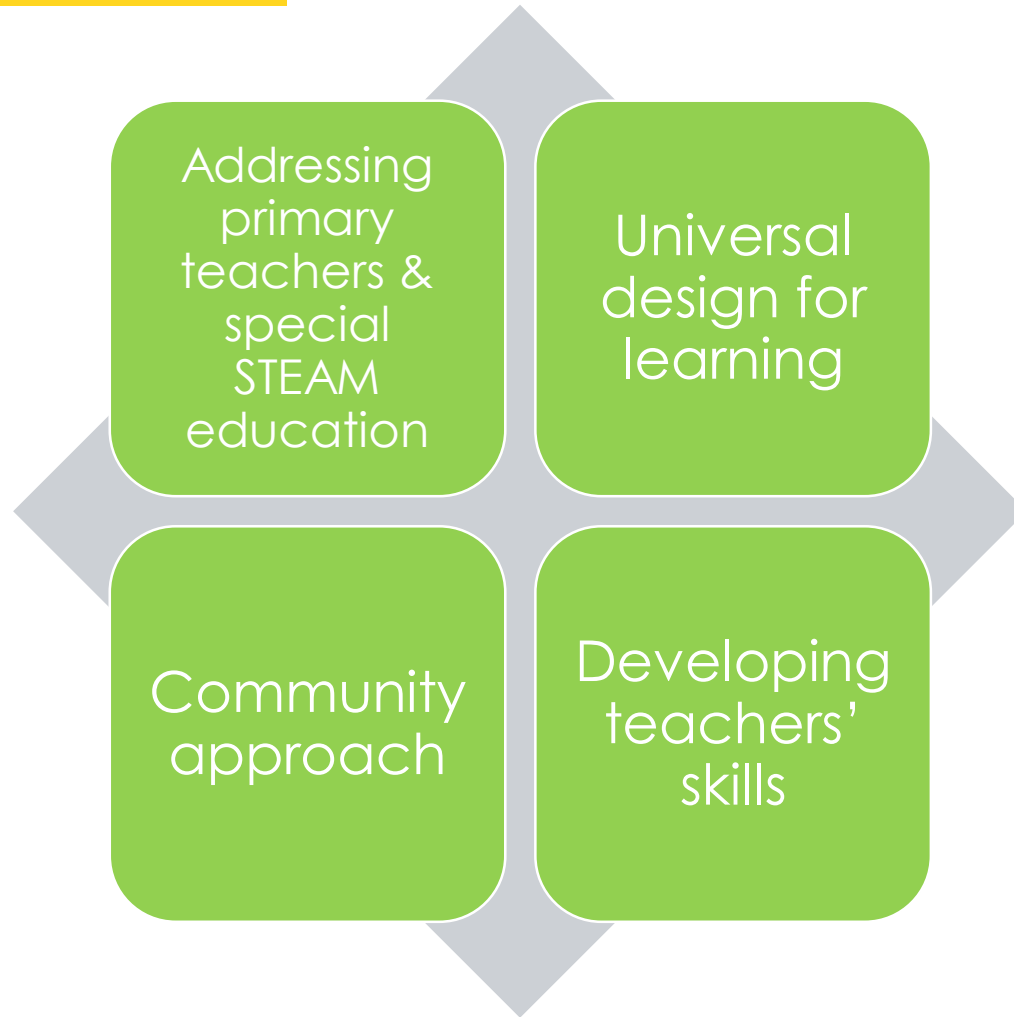 Addressing
primary
teachers &
special
STEAM
education
Universal
design for
learning
Community
approach
Developing
teachers’
skills